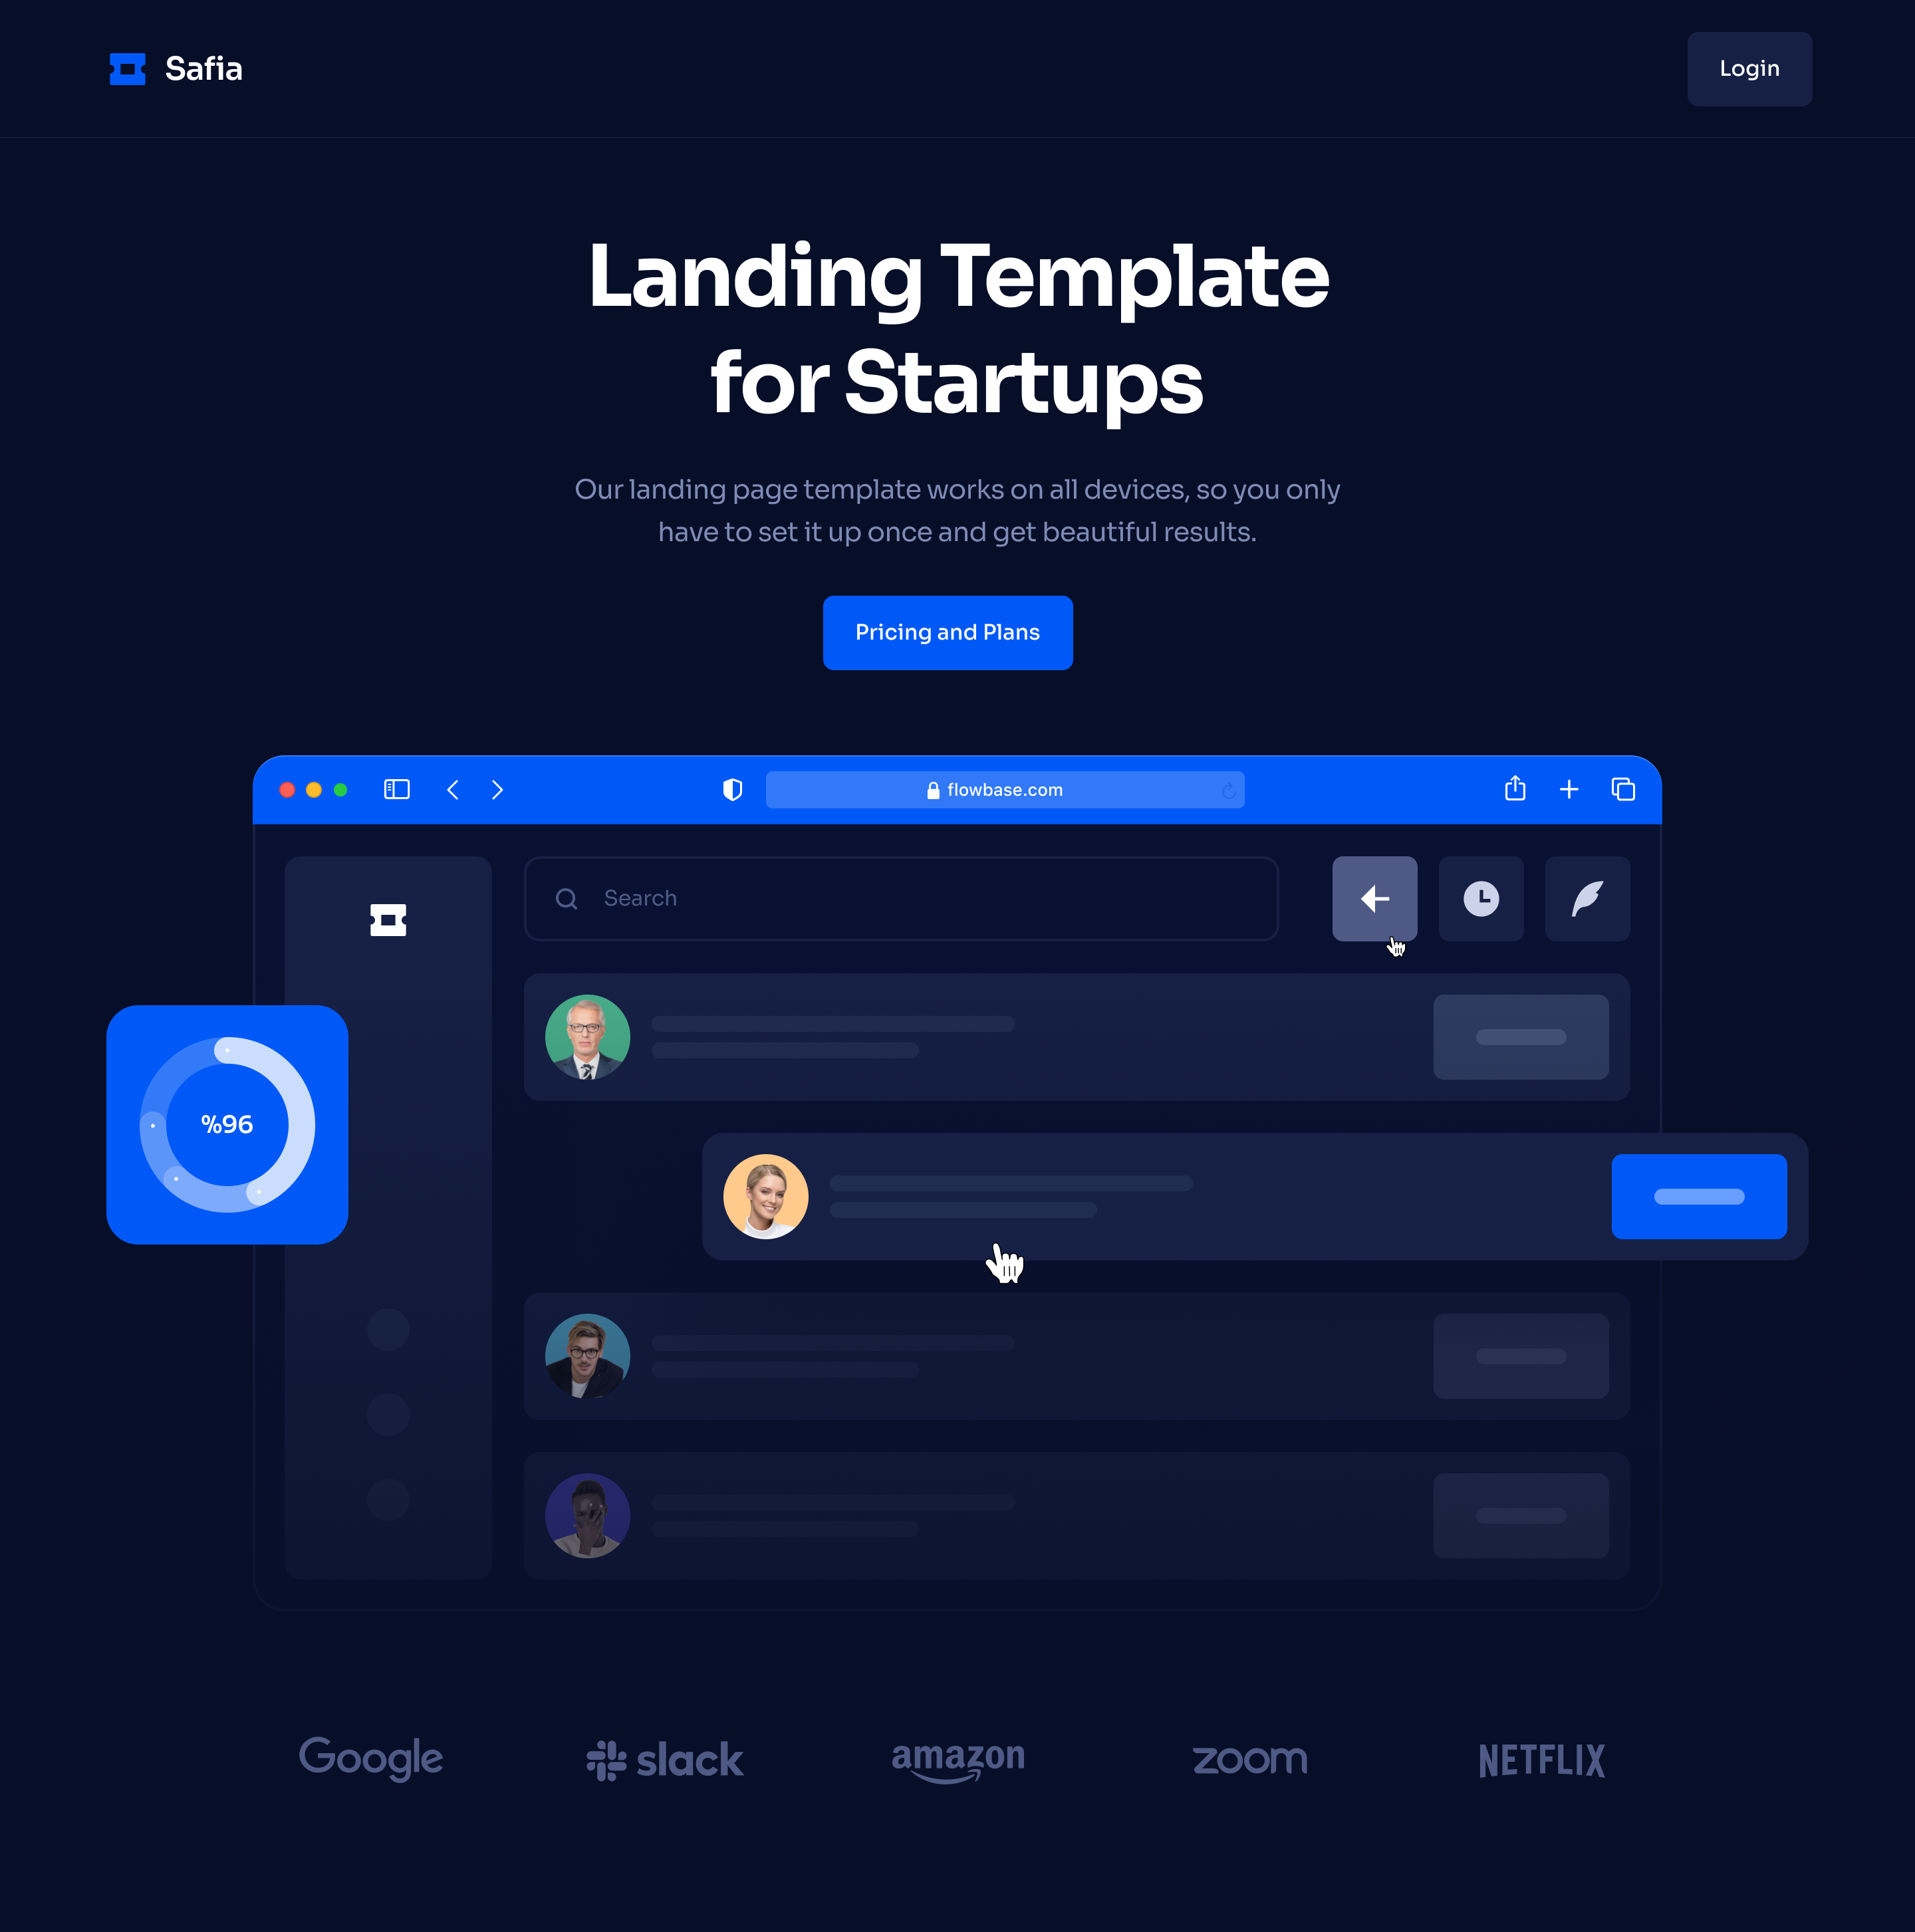 Safia
Login
Landing Template
for Startups
Our landing page template works on all devices, so you only
have to set it up once and get beautiful results.
Pricing and Plans
flowbase.com
Search
%96
Google
slack
amazon
zoom
NETFLIX